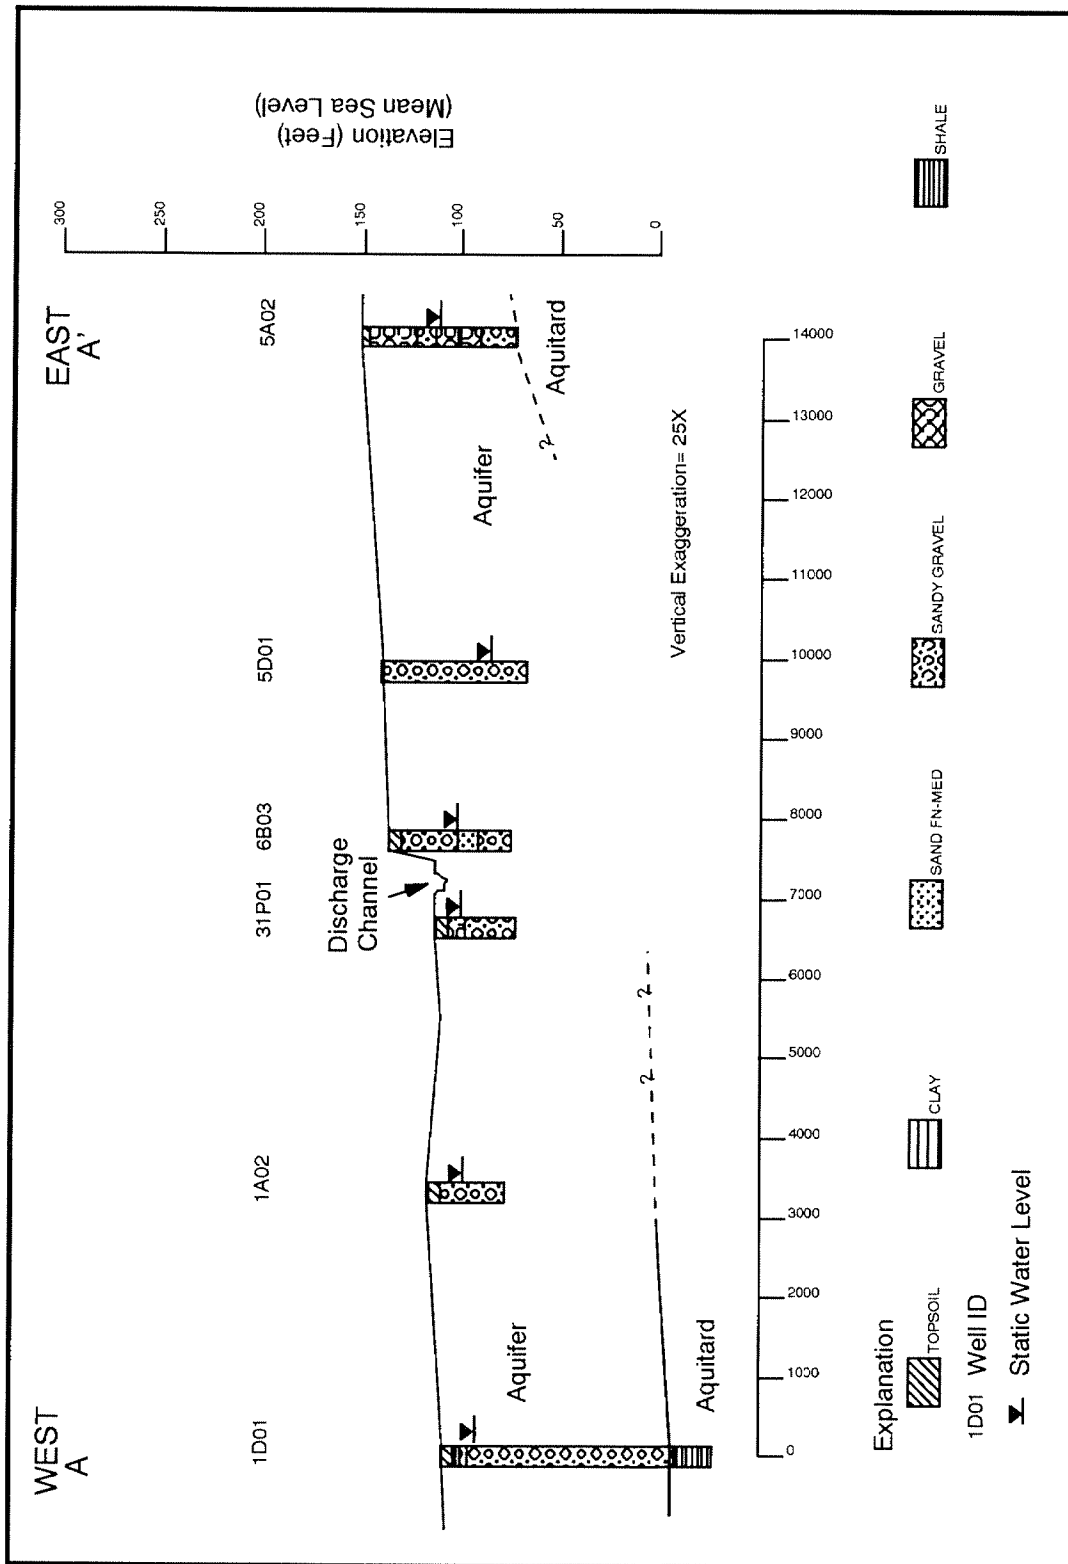 WEST
A
EAST
A'
1D01
1A02
31P01
6B03
5D01
5A02
Discharge
Channel
Elevation (Feet)
(Mean Sea Level)
300
250
200
150
100
50
0
Aquifer
Aquifer
Aquitard
Aquitard
?
?
?
Vertical Exaggeration= 25X
0
1000
2000
3000
4000
5000
6000
7000
8000
9000
10000
11000
12000
13000
14000
Explanation
TOPSOIL
CLAY
SAND FN-MED
SANDY GRAVEL
GRAVEL
SHALE
1D01 Well ID
Static Water Level